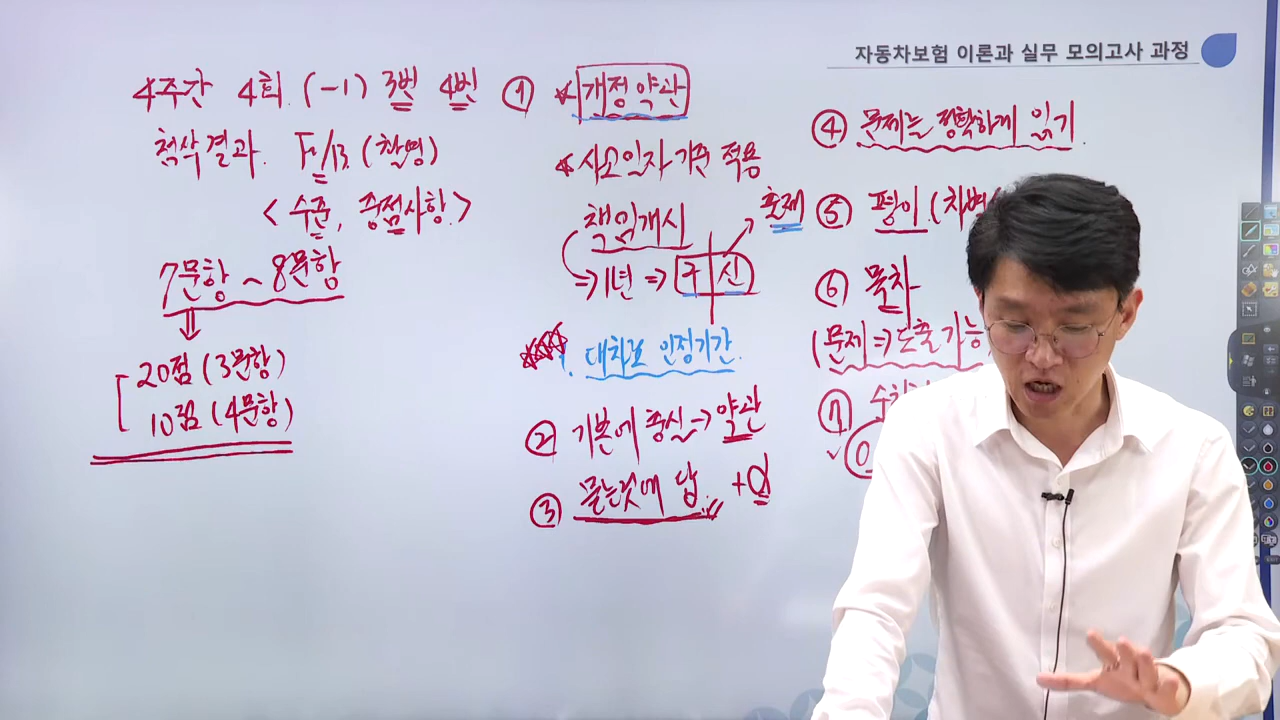 자동차보험 이론과 실무 모의고사 과정
4주간 4회. (-1) 3번 4번
첨삭결과. F/B (촬영)
<수준, 중점사항.>
7문항 ~ 8문항
⇓
20점 (3문항)
10점 (4문항)
① *개정약관
*사고일자 기준 적용
책임개시 출제
⇒ 1년 ⇒ 구 신
대차료 인정기간.
② 기본에 충실 → 약관
③ 묻는것에 답. +α
④ 문제는 정확하게 읽기.
⑤ 평이.
⑥ 목차
(문제 ⇒ 도출 가능
⑦